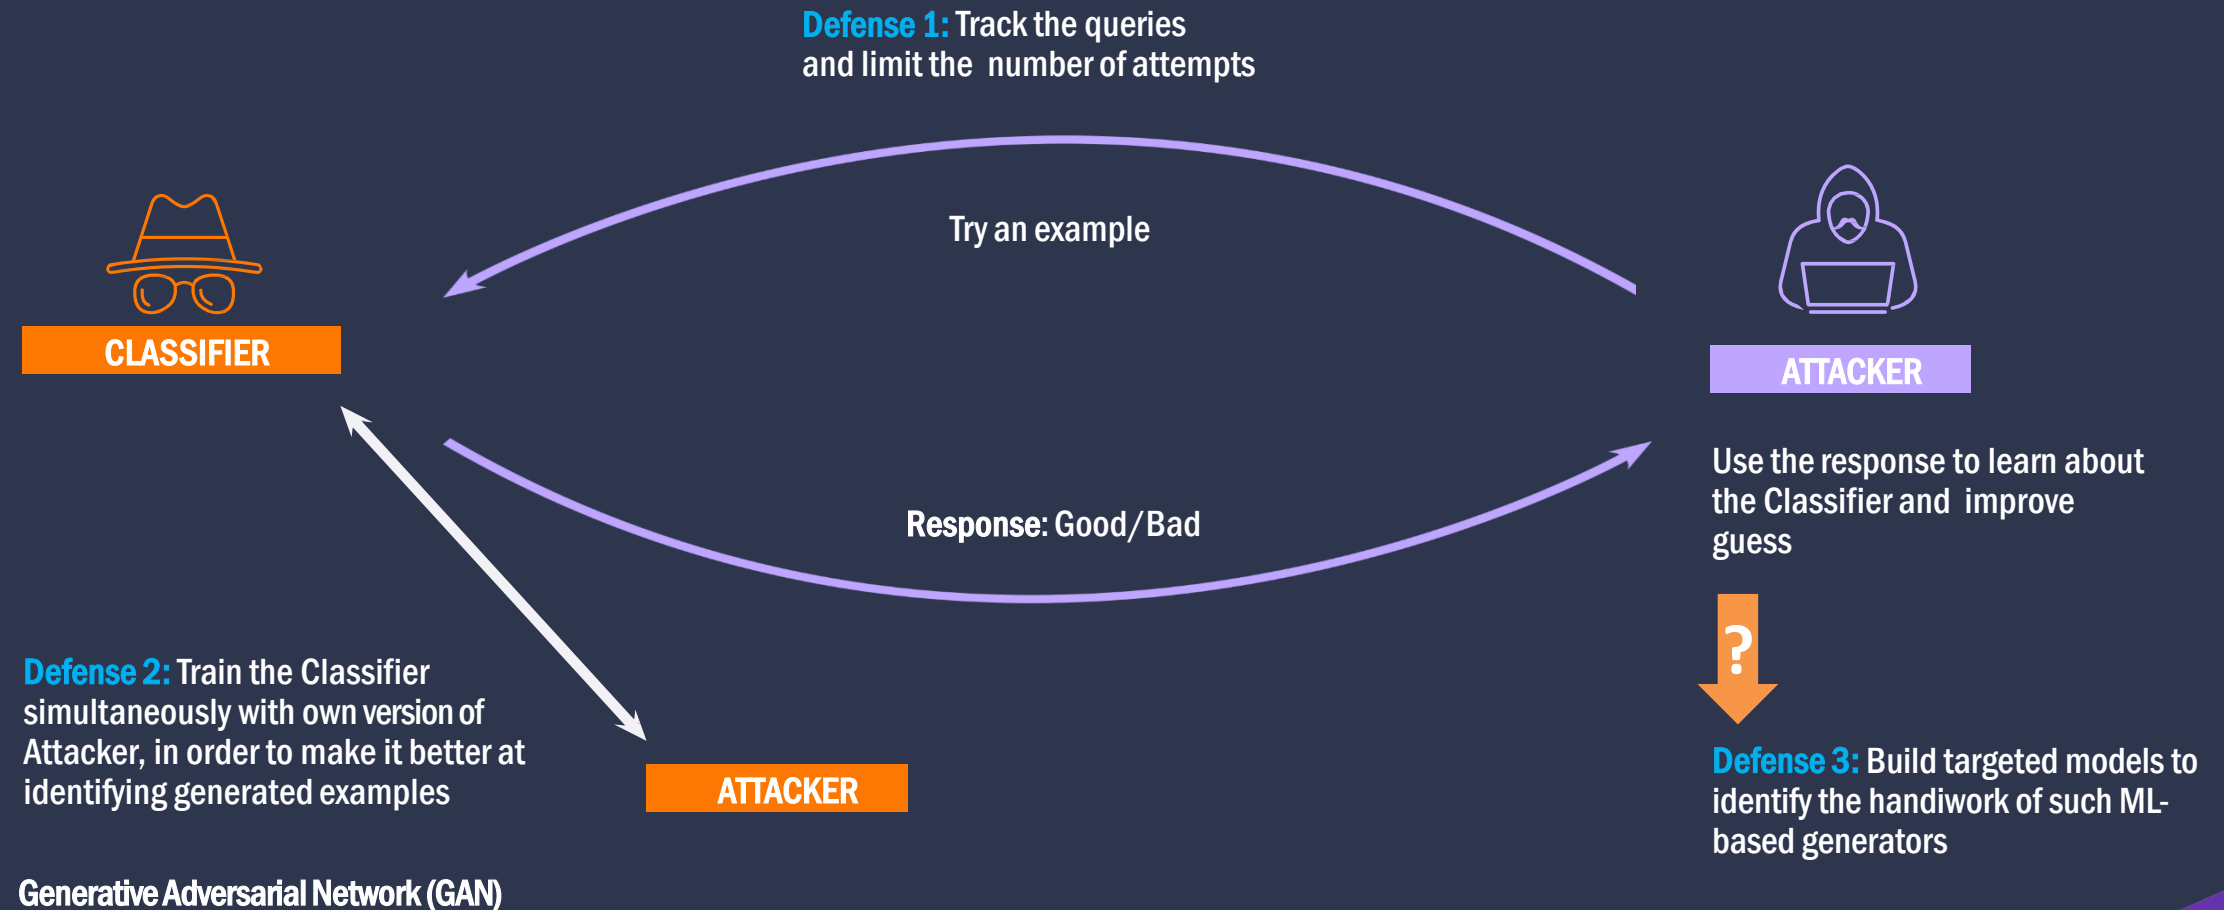 Defense 1: Track the queries
and limit the number of attempts
Try an example
CLASSIFIER
ATTACKER
Use the response to learn about
the Classifier and improve
guess
Response: Good/Bad
?
Defense 2: Train the Classifier
simultaneously with own version of
Attacker, in order to make it better at
identifying generated examples
ATTACKER
Defense 3: Build targeted models to
identify the handiwork of such ML-
based generators
Generative Adversarial Network (GAN)